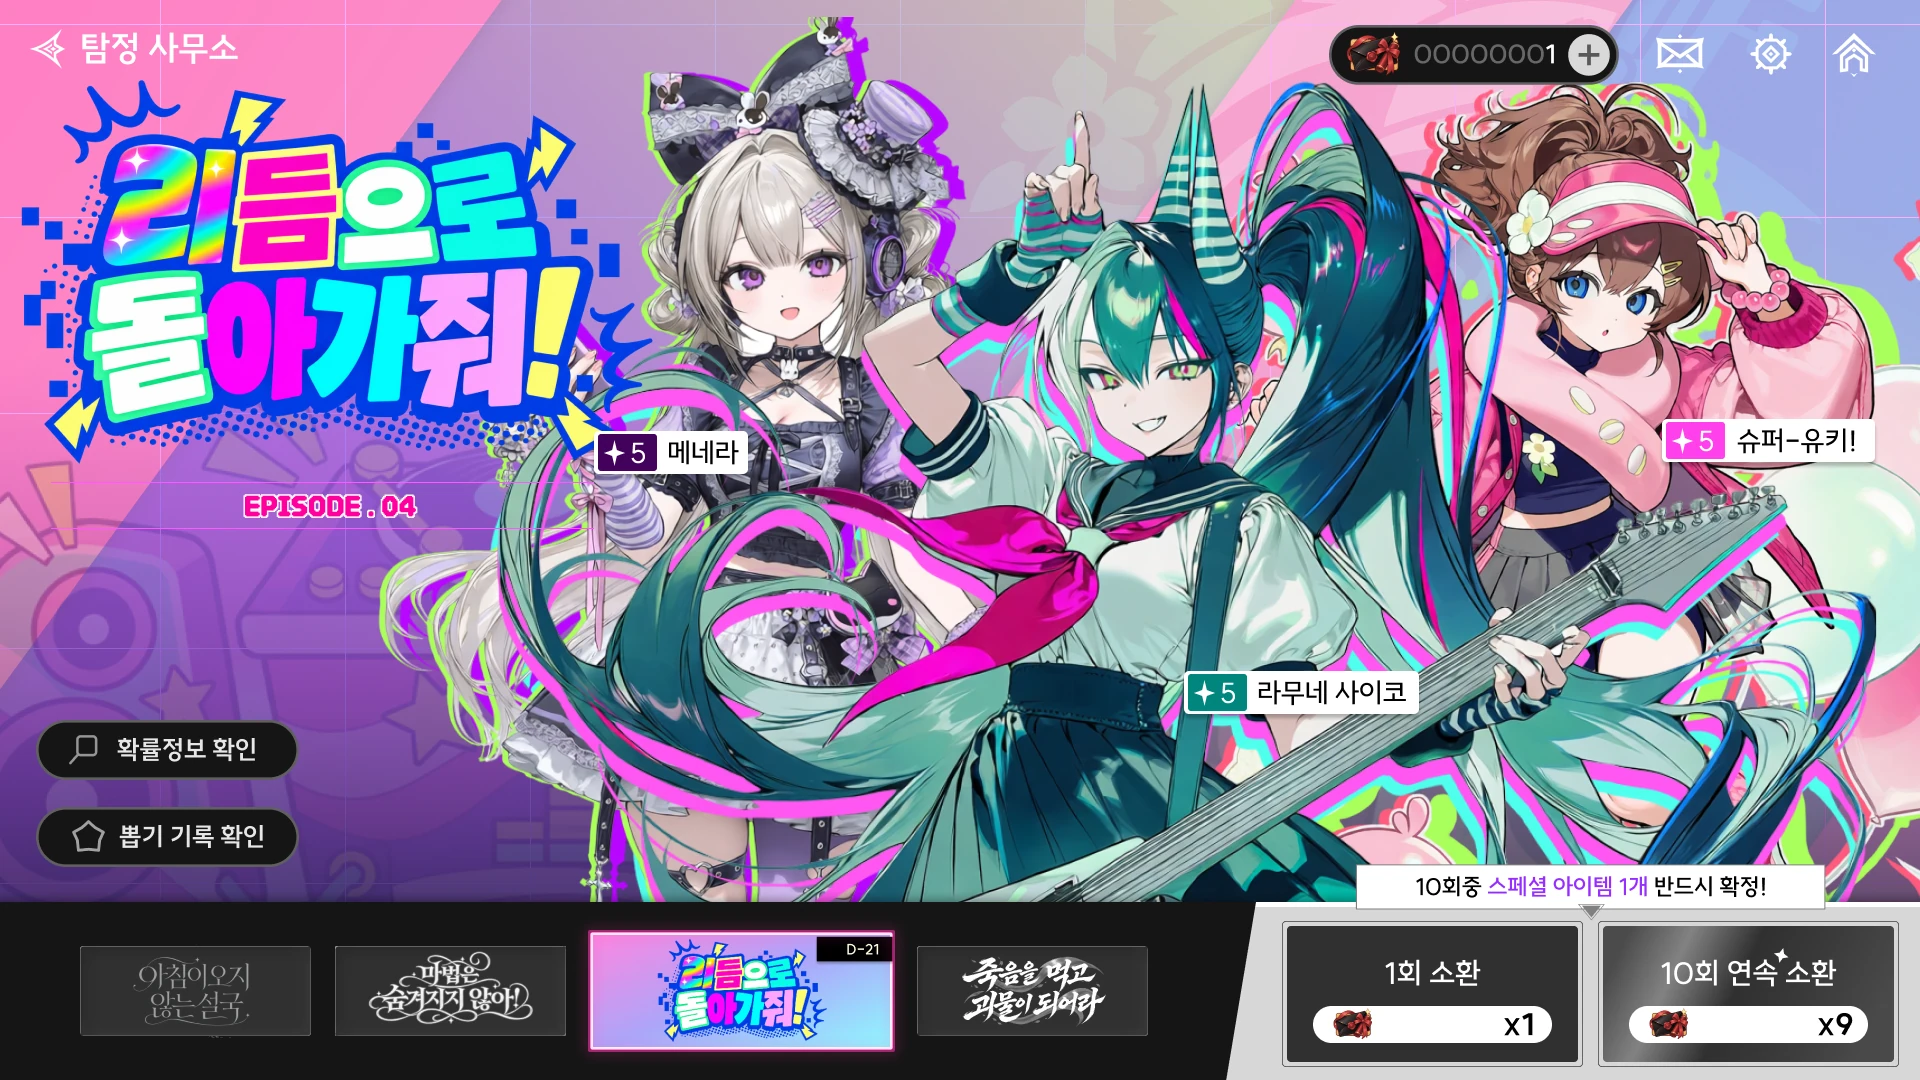 탐정 사무소
00000001
리듬으로
돌아가줘!
EPISODE . 04
5 메네라
5 슈퍼-유키!
5 라무네 사이코
확률정보 확인
뽑기 기록 확인
10회중 스페셜 아이템 1개 반드시 확정!
아침이오지
않는설국
마법은
숨겨지지 않아!
D-21
리듬으로
돌아가줘!
죽음을 먹고
괴물이 되어라
1회 소환
x1
10회 연속 소환
x9